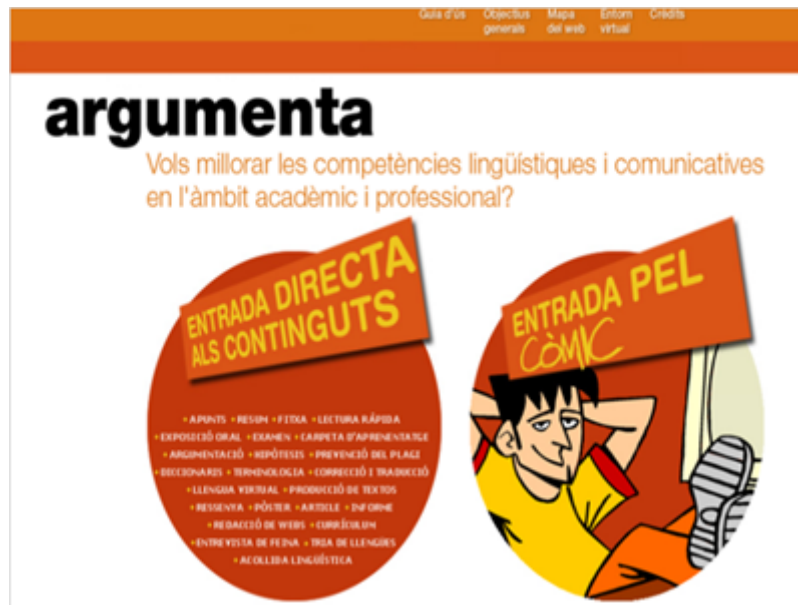 Guia d'ús Objectius generals Mapa del web Entorn virtual Crèdits
argumenta
Vols millorar les competències lingüístiques i comunicatives
en l'àmbit acadèmic i professional?
ENTRADA DIRECTA
ALS CONTINGUTS
• APUNTS • RESUM • FITXA • LECTURA RÁPIDA
• EXPOSICIÓ ORAL • EXAMEN • CARPETA D'APRENENTATGE
• ARGUMENTACIÓ • HIPÒTESIS • PREVENCIÓ DEL PLAGI
• DICCIONARIS • TERMINOLOGIA • CORRECCIÓ I TRADUCCIÓ
• LLENGUA VIRTUAL • PRODUCCIÓ DE TEXTOS
• RESSENYA • PÒSTER • ARTICLE • INFORME
• REDACCIÓ DE WEBS • CURRÍCULUM
• ENTREVISTA DE FEINA • TRIA DE LLENGÜES
• ACOLLIDA LINGÜÍSTICA
ENTRADA PEL
CÒMIC